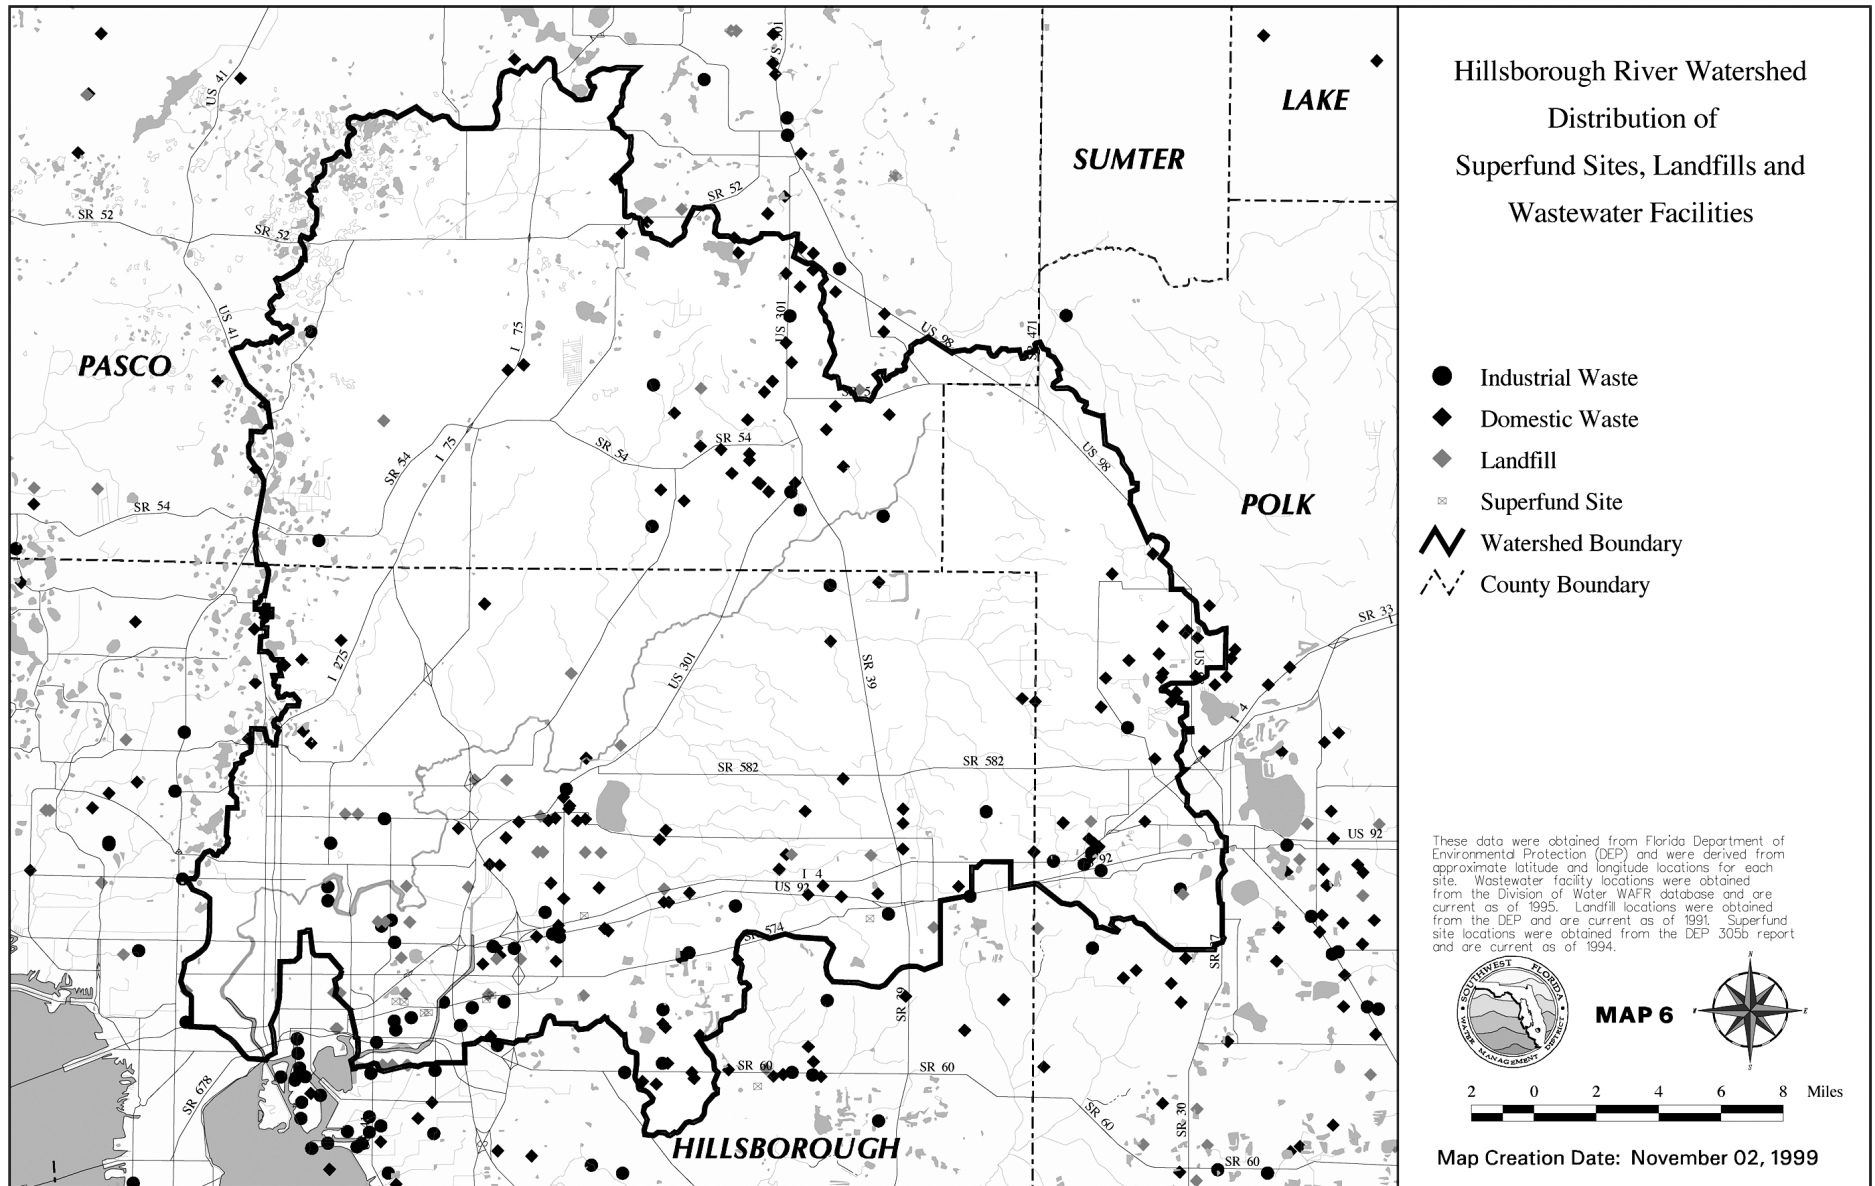 Hillsborough River Watershed
Distribution of
Superfund Sites, Landfills and
Wastewater Facilities
Industrial Waste
Domestic Waste
Landfill
Superfund Site
Watershed Boundary
County Boundary
These data were obtained from Florida Department of
Environmental Protection (DEP) and were derived from
approximate latitude and longitude locations for each
site. Wastewater facility locations were obtained
from the Division of Water WAFR database and are
current as of 1995. Landfill locations were obtained
from the DEP and are current as of 1991. Superfund
site locations were obtained from the DEP 305b report
and are current as of 1994.
SOUTHWEST FLORIDA
WATER MANAGEMENT DISTRICT
MAP 6
N
E
S
2 0 2 4 6 8 Miles
Map Creation Date: November 02, 1999
LAKE
SUMTER
POLK
PASCO
HILLSBOROUGH
US 41
SR 52
SR 52
SR 52
US 41
I 75
US 301
US 98
SR 54
I 75
SR 54
SR 54
SR 54
US 98
SR 33
I 275
US 301
SR 39
I 4
SR 582
SR 582
US 92
I 4
US 92
US 92
574
SR 39
SR 60
SR 60
SR 678
SR 60
SR 30
SR 60